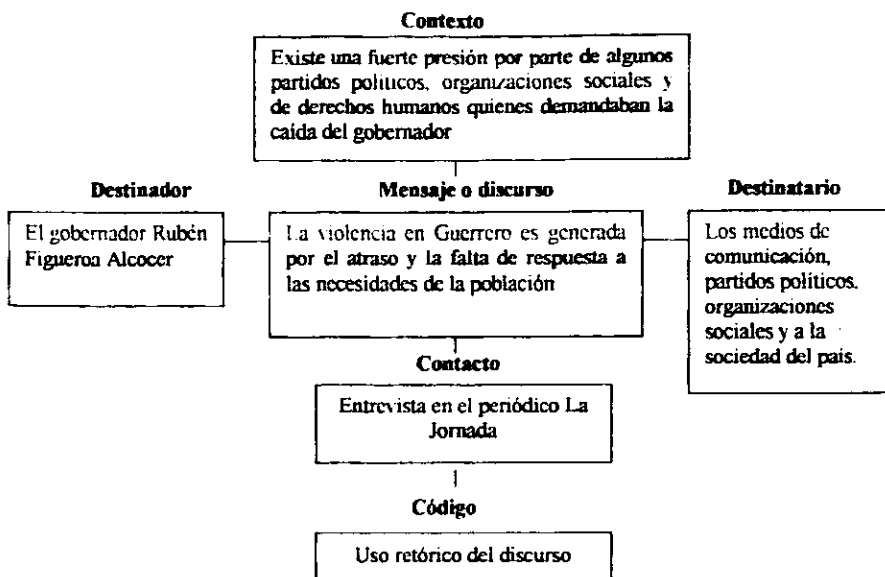 Contexto
Existe una fuerte presión por parte de algunos
partidos políticos, organizaciones sociales y
de derechos humanos quienes demandaban la
caída del gobernador
Destinador
Mensaje o discurso
Destinatario
El gobernador Rubén
Figueroa Alcocer
La violencia en Guerrero es generada
por el atraso y la falta de respuesta a
las necesidades de la población
Los medios de
comunicación,
partidos políticos,
organizaciones
sociales y a la
sociedad del país.
Contacto
Entrevista en el periódico La
Jornada
Código
Uso retórico del discurso